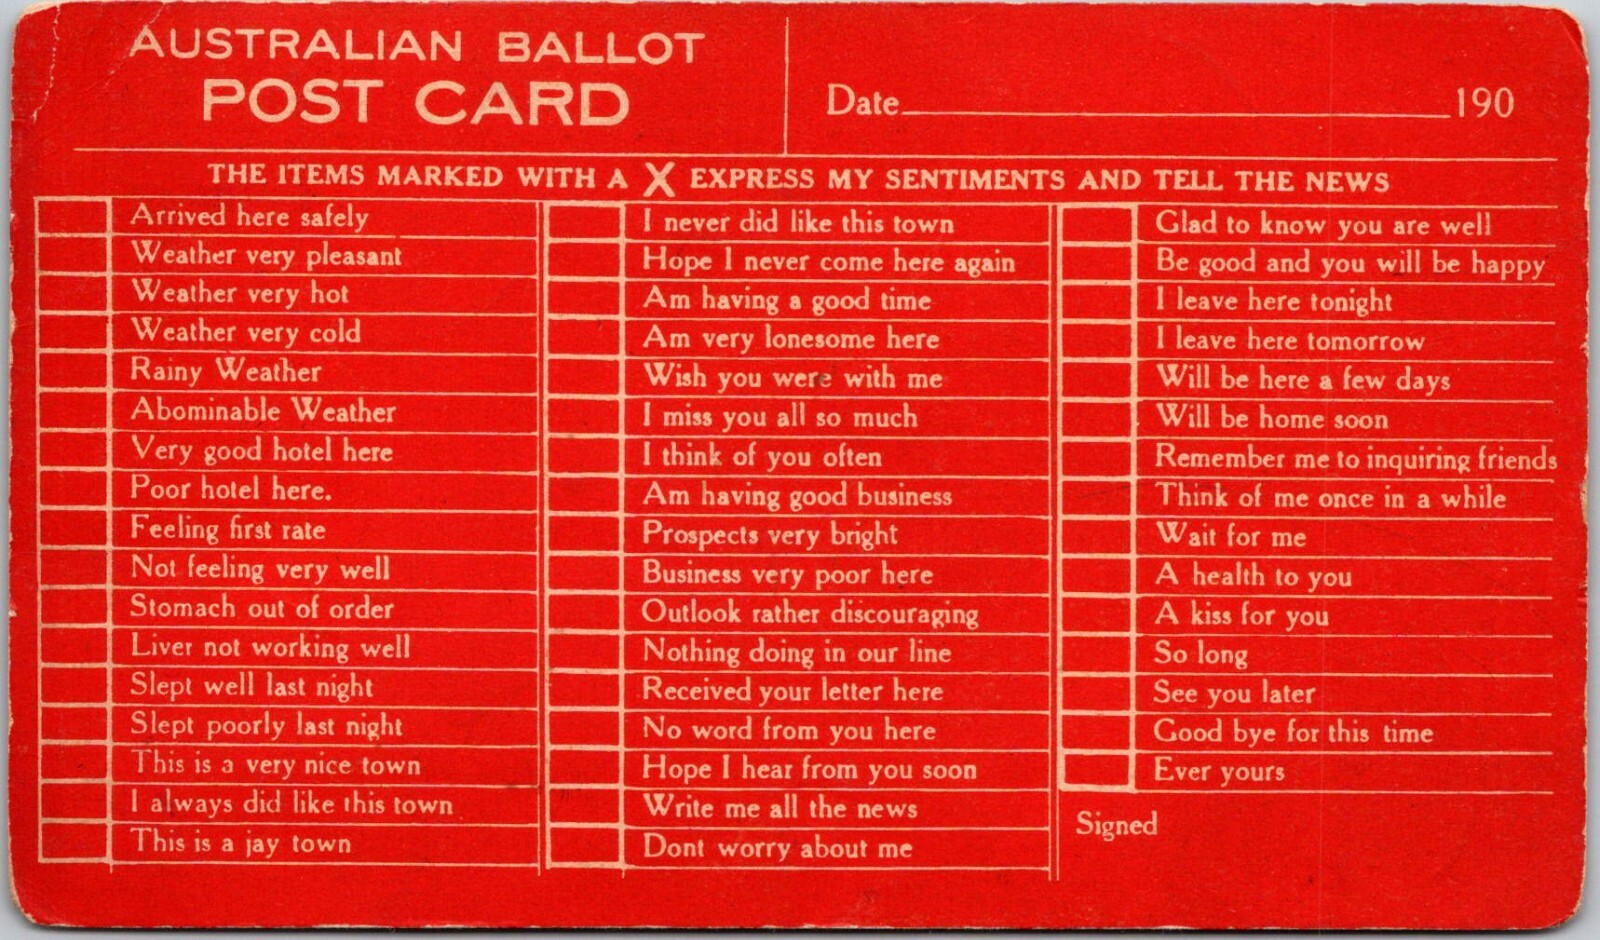 AUSTRALIAN BALLOT
POST CARD
Date 190
THE ITEMS MARKED WITH A X EXPRESS MY SENTIMENTS AND TELL THE NEWS
Arrived here safely
Weather very pleasant
Weather very hot
Weather very cold
Rainy Weather
Abominable Weather
Very good hotel here
Poor hotel here.
Feeling first rate
Not feeling very well
Stomach out of order
Liver not working well
Slept well last night
Slept poorly last night
This is a very nice town
I always did like this town
This is a jay town
I never did like this town
Hope I never come here again
Am having a good time
Am very lonesome here
Wish you were with me
I miss you all so much
I think of you often
Am having good business
Prospects very bright
Business very poor here
Outlook rather discouraging
Nothing doing in our line
Received your letter here
No word from you here
Hope I hear from you soon
Write me all the news
Dont worry about me
Glad to know you are well
Be good and you will be happy
I leave here tonight
I leave here tomorrow
Will be here a few days
Will be home soon
Remember me to inquiring friends
Think of me once in a while
Wait for me
A health to you
A kiss for you
So long
See you later
Good bye for this time
Ever yours
Signed